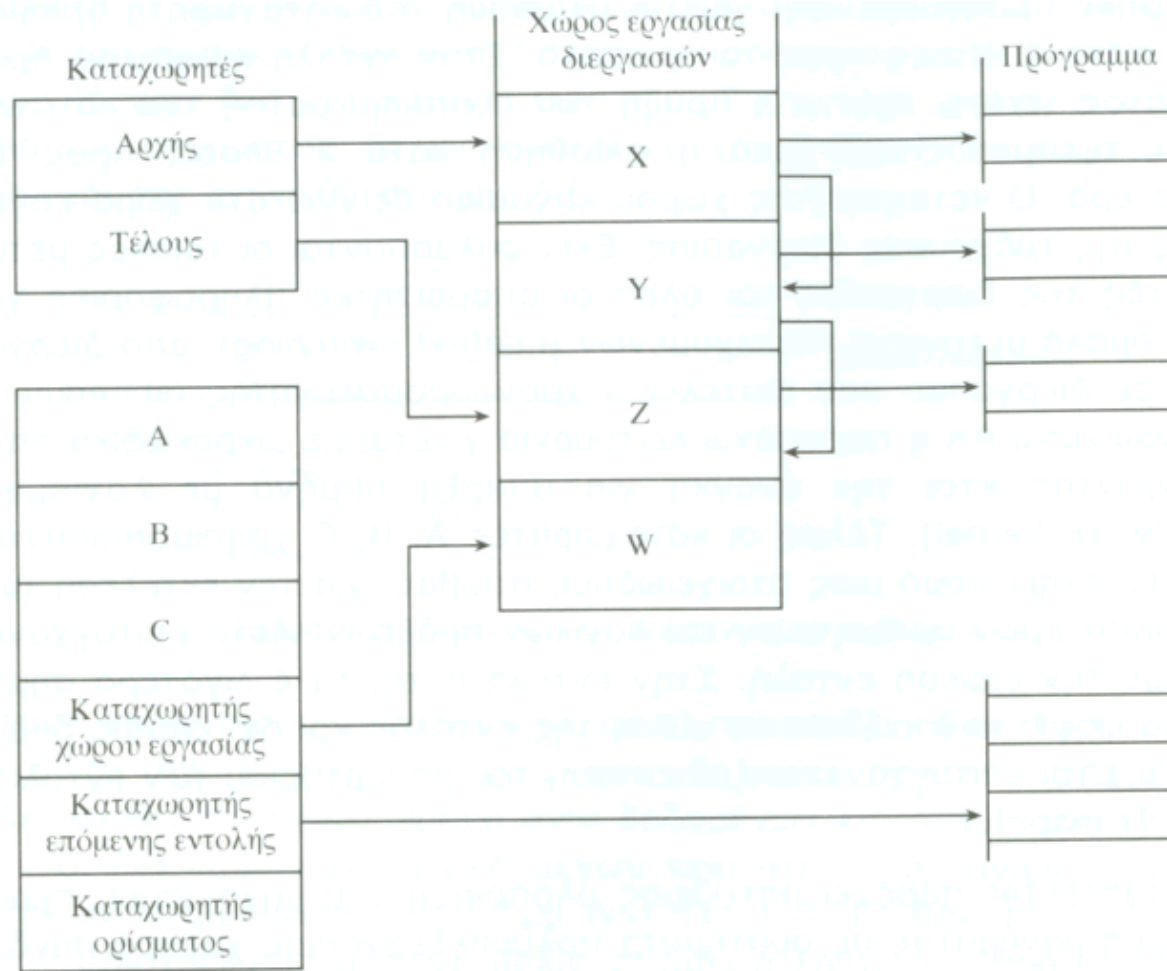 Καταχωρητές
Αρχής
Τέλους
A
B
C
Καταχωρητής
χώρου εργασίας
Καταχωρητής
επόμενης εντολής
Καταχωρητής
ορίσματος
Χώρος εργασίας
διεργασιών
X
Y
Z
W
Πρόγραμμα